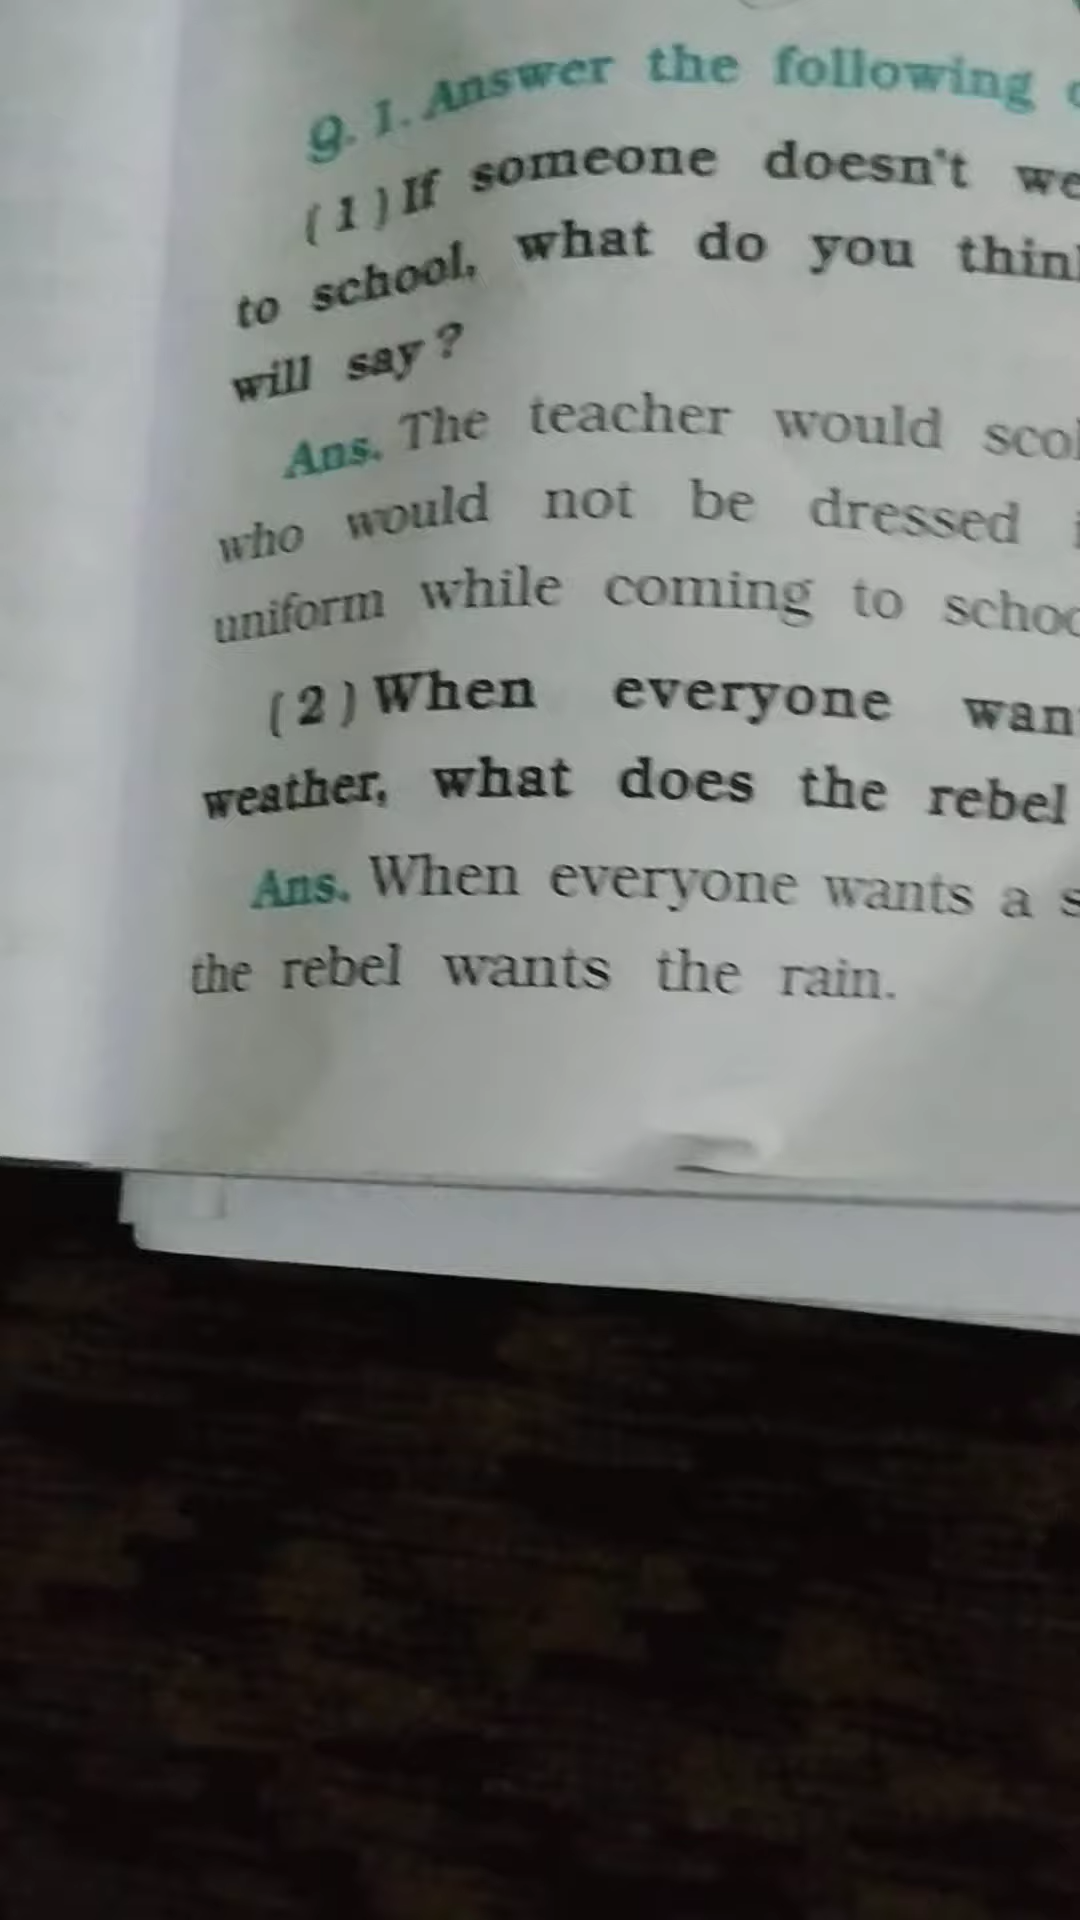 Q. 1. Answer the following
(1) If someone doesn't
to school, what do you
will say?
Ans. The teacher would
who would not be dressed
uniform while coming to
(2) When everyone
weather, what does the rebel
Ans. When everyone wants a
the rebel wants the rain.